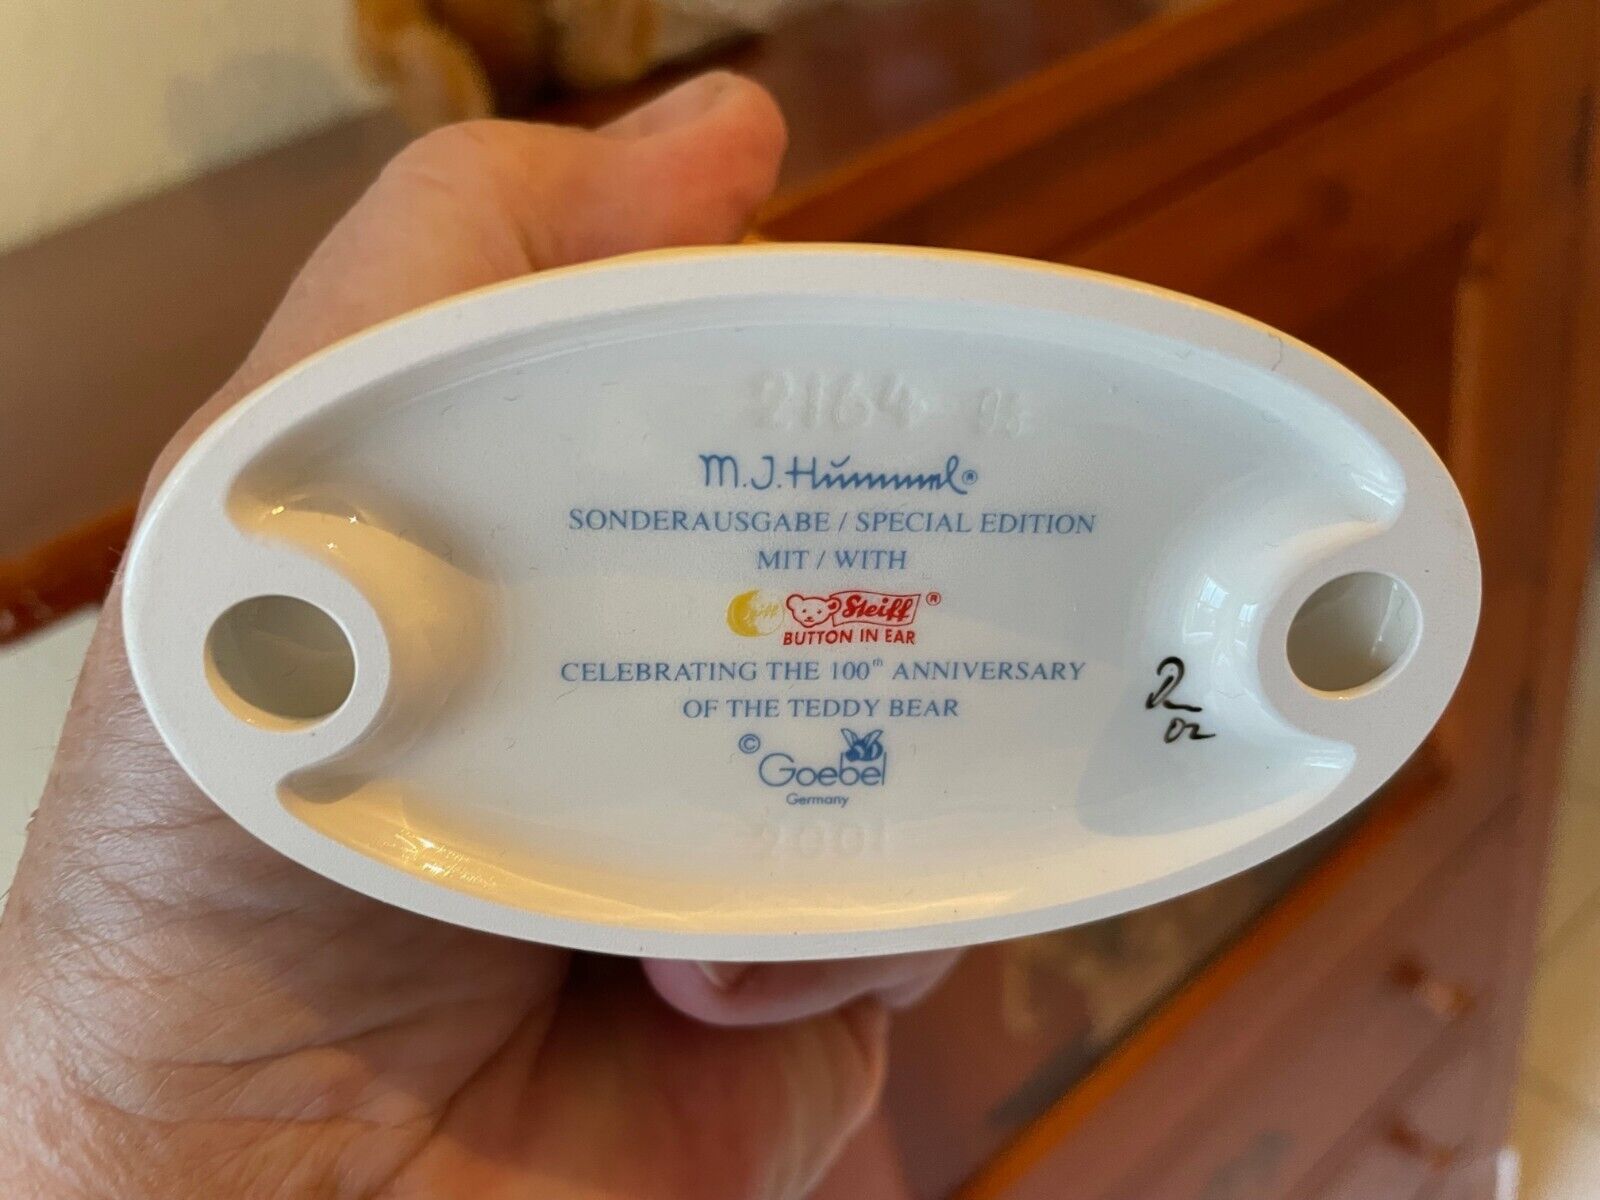 2164
M.J. Hummel®
SONDERAUSGABE / SPECIAL EDITION
MIT / WITH
Steiff ®
BUTTON IN EAR
CELEBRATING THE 100th ANNIVERSARY
OF THE TEDDY BEAR
© Goebel
Germany
02
2001